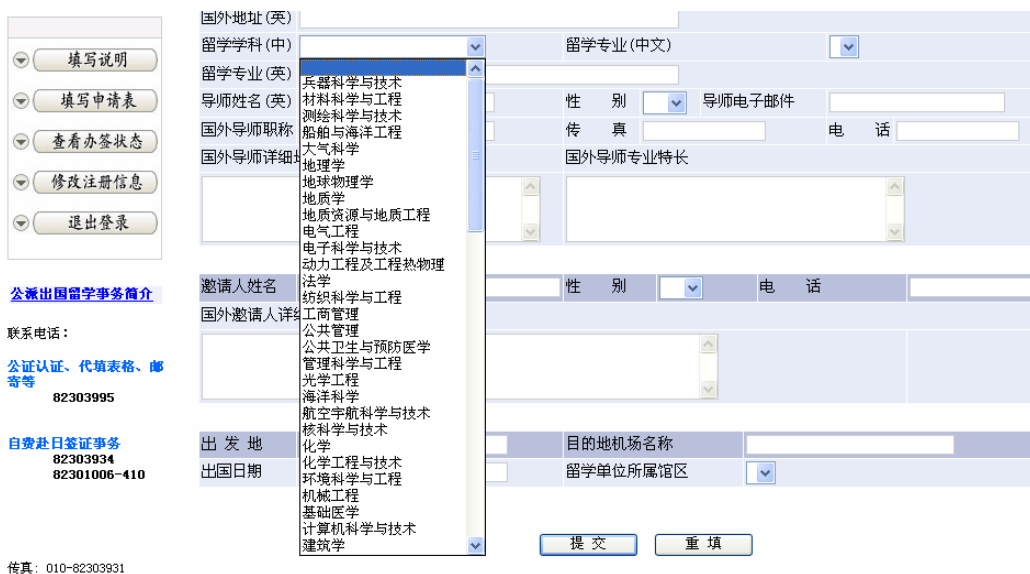 填写说明
填写申请表
查看办签状态
修改注册信息
退出登录
公派出国留学事务简介
联系电话：
公证认证、代填表格、邮
寄等
82303995
自费赴日签证事务
82303934
82301006-410
传真: 010-82303931
国外地址(英)
留学学科(中)
留学专业(中文)
留学专业(英)
导师姓名(英)
性 别
导师电子邮件
国外导师职称
传 真
电 话
国外导师详细
国外导师专业特长
兵器科学与技术
材料科学与工程
测绘科学与技术
船舶与海洋工程
大气科学
地理学
地球物理学
地质学
地质资源与地质工程
电气工程
电子科学与技术
动力工程及工程热物理
法学
纺织科学与工程
工商管理
公共管理
公共卫生与预防医学
管理科学与工程
光学工程
海洋科学
航空宇航科学与技术
核科学与技术
化学
化学工程与技术
环境科学与工程
机械工程
基础医学
计算机科学与技术
建筑学
邀请人姓名
性 别
电 话
国外邀请人详
出 发 地
目的地机场名称
出国日期
留学单位所属馆区
提 交
重 填